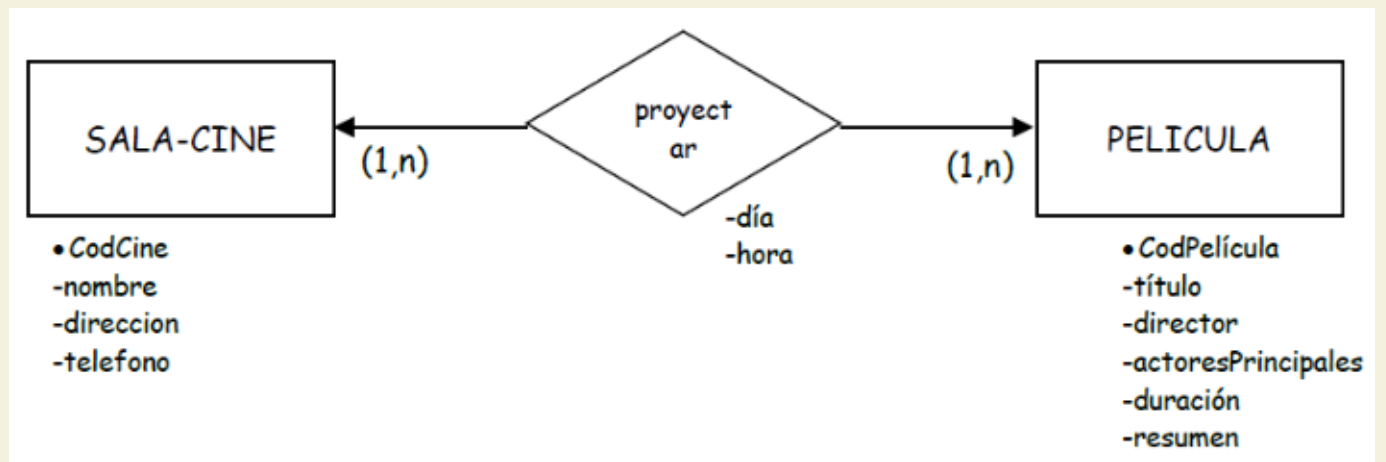 SALA-CINE
(1,n)
proyect
ar
(1,n)
PELICULA
-día
-hora
•CodCine
-nombre
-direccion
-telefono
•CodPelícula
-título
-director
-actoresPrincipales
-duración
-resumen